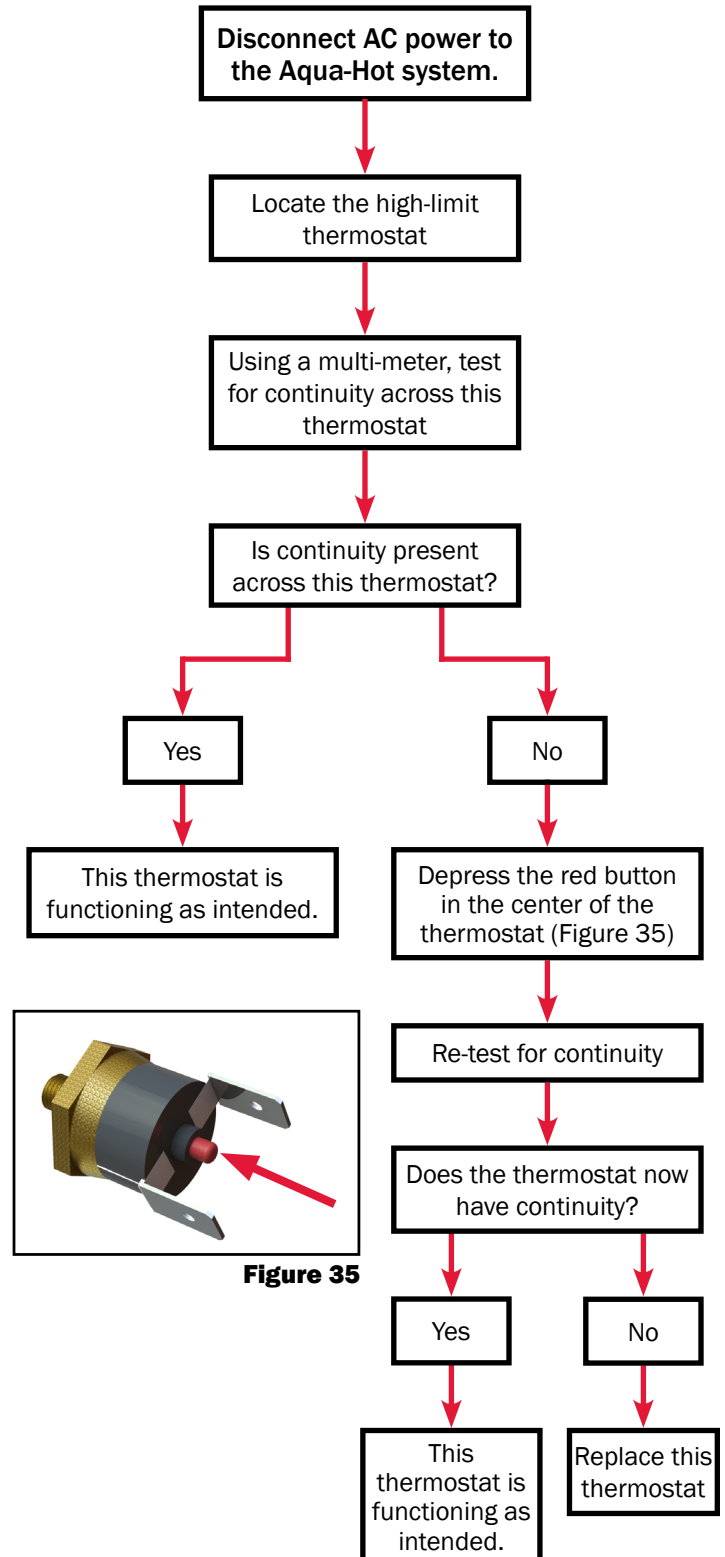 Disconnect AC power to
the Aqua-Hot system.
Locate the high-limit
thermostat
Using a multi-meter, test
for continuity across this
thermostat
Is continuity present
across this thermostat?
Yes
No
This thermostat is
functioning as intended.
Depress the red button
in the center of the
thermostat (Figure 35)
Re-test for continuity
Does the thermostat now
have continuity?
Figure 35
Yes
No
This
thermostat is
functioning as
intended.
Replace this
thermostat